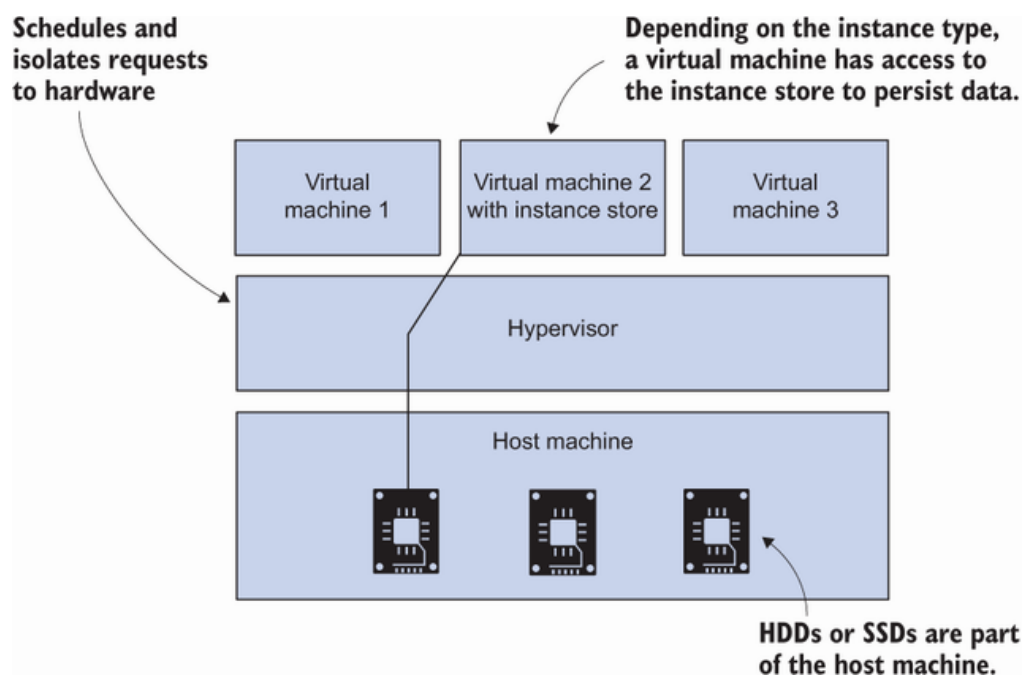 Schedules and
isolates requests
to hardware
Depending on the instance type,
a virtual machine has access to
the instance store to persist data.
Virtual
machine 1
Virtual machine 2
with instance store
Virtual
machine 3
Hypervisor
Host machine
HDDs or SSDs are part
of the host machine.